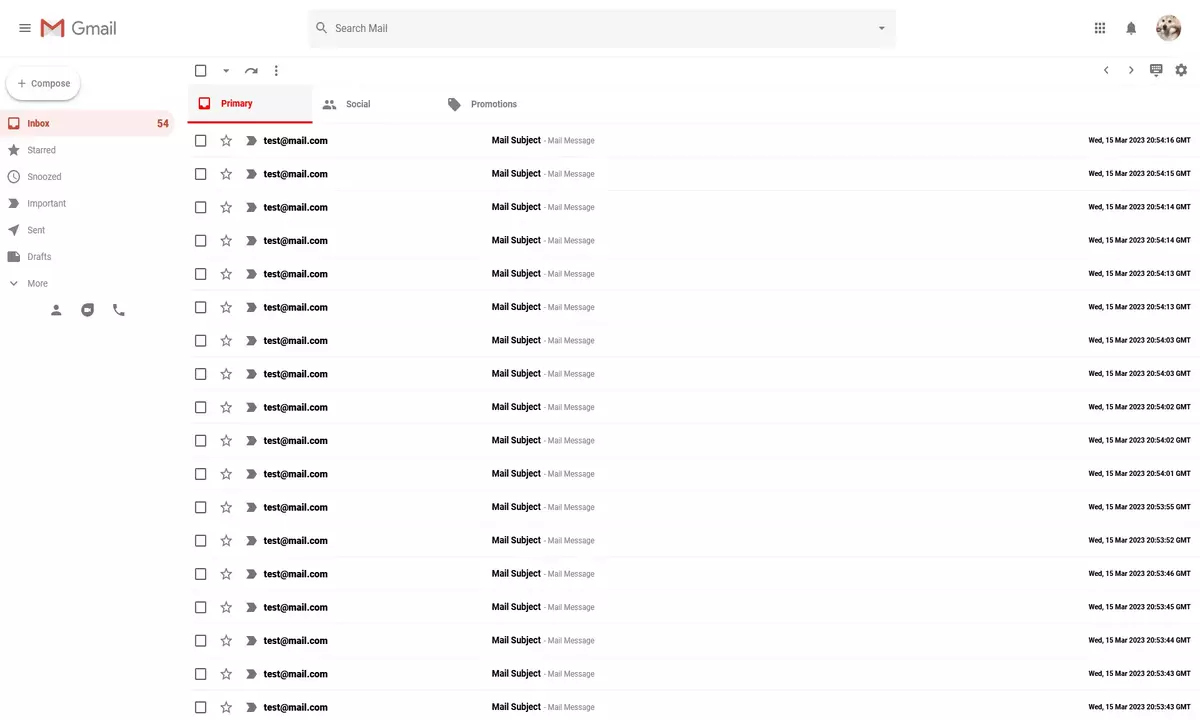 Gmail
Search Mail
Compose
Inbox 54
Starred
Snoozed
Important
Sent
Drafts
More
Primary Social Promotions
test@mail.com Mail Subject - Mail Message Wed, 15 Mar 2023 20:54:16 GMT
test@mail.com Mail Subject - Mail Message Wed, 15 Mar 2023 20:54:15 GMT
test@mail.com Mail Subject - Mail Message Wed, 15 Mar 2023 20:54:14 GMT
test@mail.com Mail Subject - Mail Message Wed, 15 Mar 2023 20:54:14 GMT
test@mail.com Mail Subject - Mail Message Wed, 15 Mar 2023 20:54:13 GMT
test@mail.com Mail Subject - Mail Message Wed, 15 Mar 2023 20:54:13 GMT
test@mail.com Mail Subject - Mail Message Wed, 15 Mar 2023 20:54:03 GMT
test@mail.com Mail Subject - Mail Message Wed, 15 Mar 2023 20:54:03 GMT
test@mail.com Mail Subject - Mail Message Wed, 15 Mar 2023 20:54:02 GMT
test@mail.com Mail Subject - Mail Message Wed, 15 Mar 2023 20:54:02 GMT
test@mail.com Mail Subject - Mail Message Wed, 15 Mar 2023 20:54:01 GMT
test@mail.com Mail Subject - Mail Message Wed, 15 Mar 2023 20:53:55 GMT
test@mail.com Mail Subject - Mail Message Wed, 15 Mar 2023 20:53:52 GMT
test@mail.com Mail Subject - Mail Message Wed, 15 Mar 2023 20:53:46 GMT
test@mail.com Mail Subject - Mail Message Wed, 15 Mar 2023 20:53:45 GMT
test@mail.com Mail Subject - Mail Message Wed, 15 Mar 2023 20:53:44 GMT
test@mail.com Mail Subject - Mail Message Wed, 15 Mar 2023 20:53:43 GMT
test@mail.com Mail Subject - Mail Message Wed, 15 Mar 2023 20:53:43 GMT